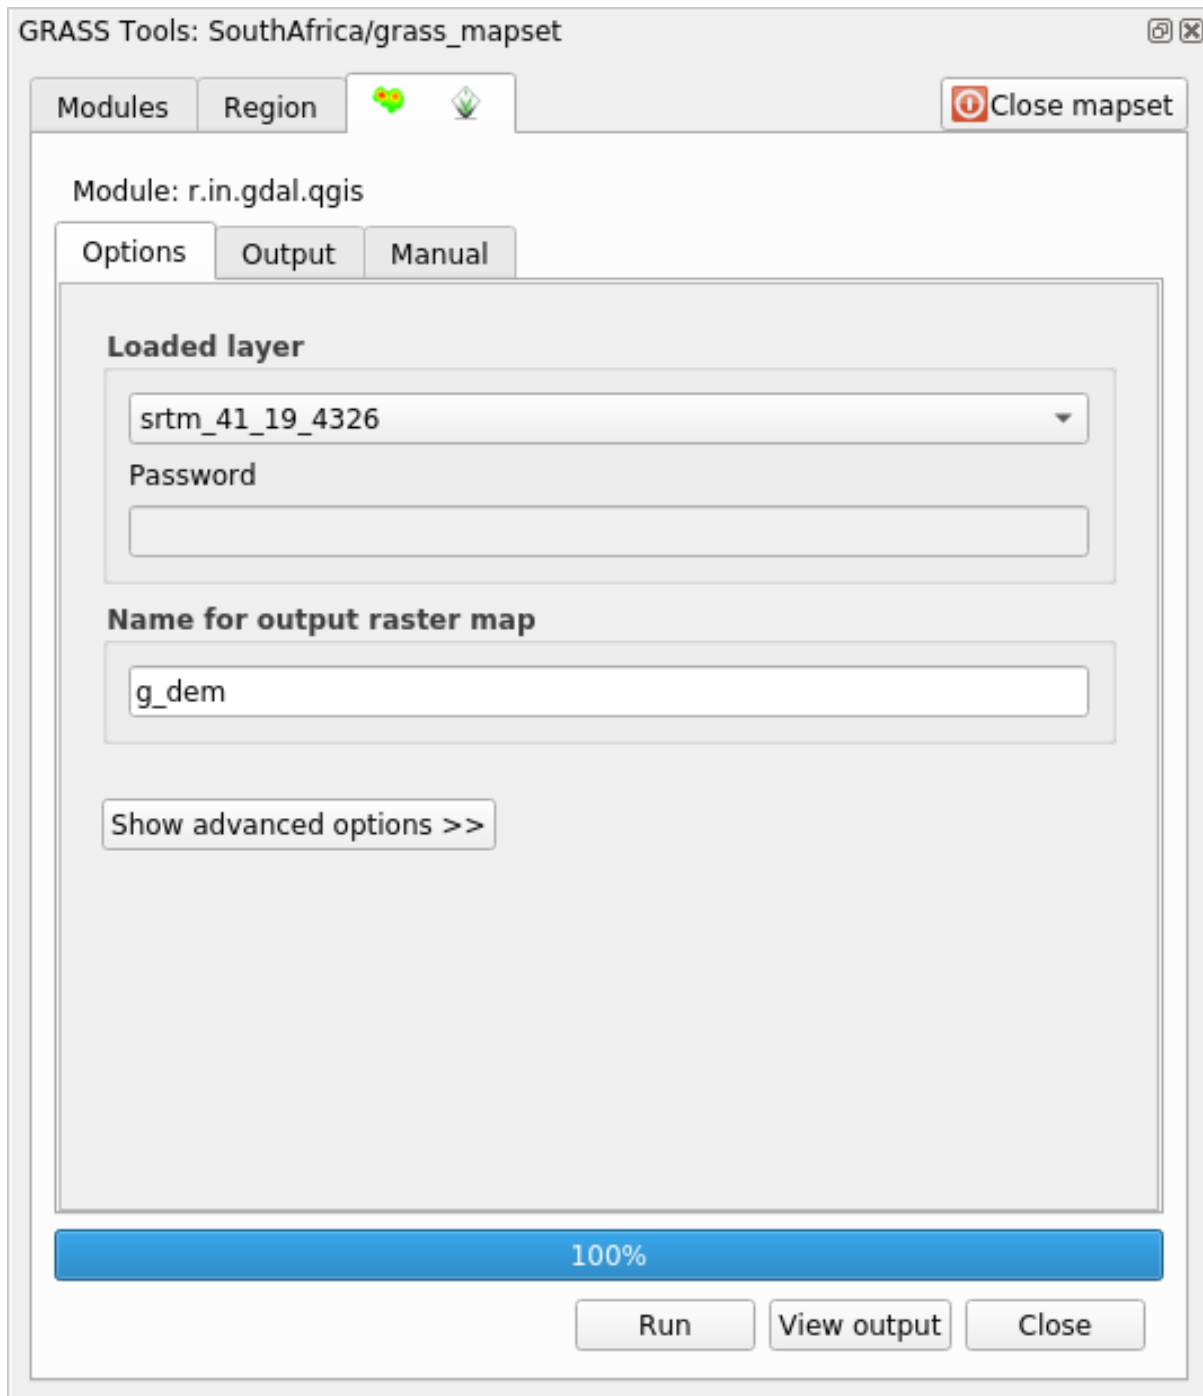 GRASS Tools: SouthAfrica/grass_mapset
Modules Region Close mapset
Module: r.in.gdal.qgis
Options Output Manual
Loaded layer
srtm_41_19_4326
Password
Name for output raster map
g_dem
Show advanced options >>
100%
Run View output Close